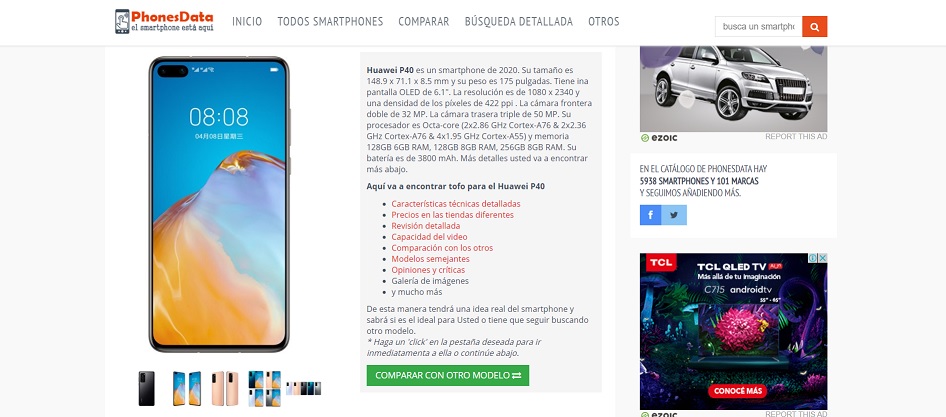 PhonesData
el smartphone está aquí
INICIO
TODOS SMARTPHONES
COMPARAR
BÚSQUEDA DETALLADA
OTROS
busca un smartpho
08:08
04月08日星期三
Huawei P40 es un smartphone de 2020. Su tamaño es
148.9 x 71.1 x 8.5 mm y su peso es 175 pulgadas. Tiene ina
pantalla OLED de 6.1". La resolución es de 1080 x 2340 y
una densidad de los píxeles de 422 ppi . La cámara frontera
doble de 32 MP. La cámara trasera triple de 50 MP. Su
procesador es Octa-core (2x2.86 GHz Cortex-A76 & 2x2.36
GHz Cortex-A76 & 4x1.95 GHz Cortex-A55) y memoria
128GB 6GB RAM, 128GB 8GB RAM, 256GB 8GB RAM. Su
batería es de 3800 mAh. Más detalles usted va a encontrar
más abajo.
Aquí va a encontrar tofo para el Huawei P40
Características técnicas detalladas
Precios en las tiendas diferentes
Revisión detallada
Capacidad del video
Comparación con los otros
Modelos semejantes
Opiniones y críticas
Galería de imágenes
y mucho más
De esta manera tendrá una idea real del smartphone y
sabrá si es el ideal para Usted o tiene que seguir buscando
otro modelo.
* Haga un 'click' en la pestaña deseada para ir
inmediatamenta a ella o continúe abajo.
COMPARAR CON OTRO MODELO
ezoic
REPORT THIS AD
EN EL CATÁLOGO DE PHONESDATA HAY
5938 SMARTPHONES Y 101 MARCAS
Y SEGUIMOS AÑADIENDO MÁS.
TCL
TCL QLED TV
Más allá de tu imaginación
C715 androidtv
55"- 65"
CONOCÉ MÁS
ezoic
REPORT THIS AD